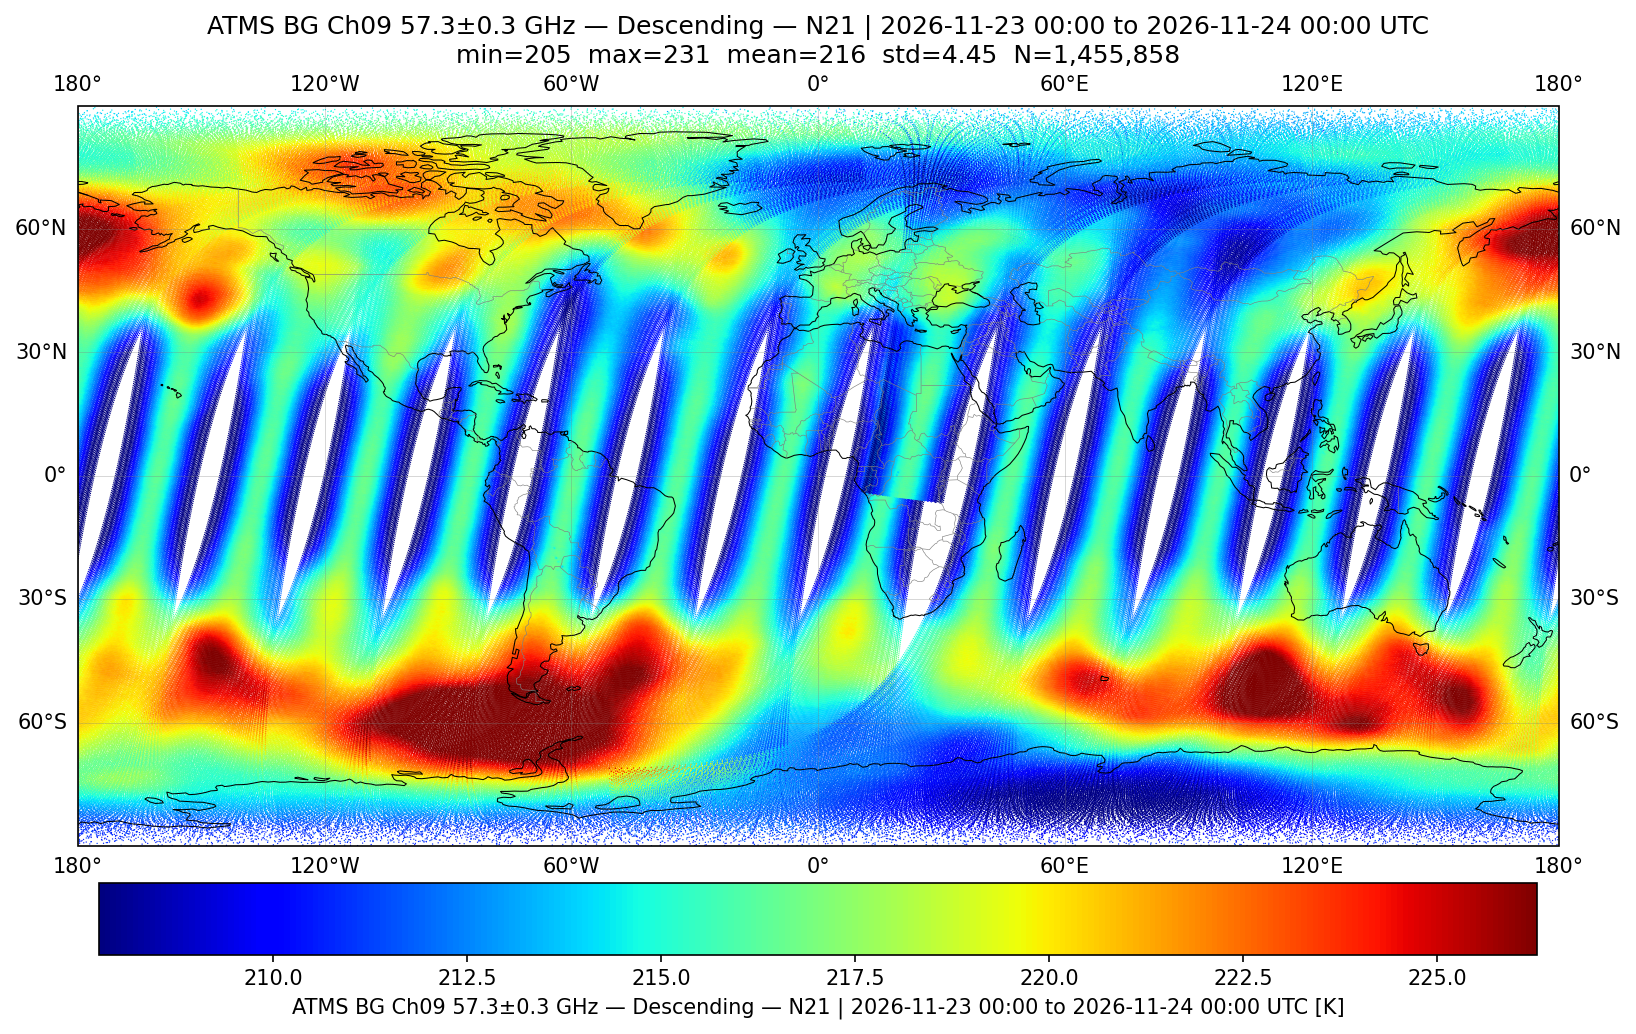 ATMS BG Ch09 57.3±0.3 GHz — Descending — N21 | 2026-11-23 00:00 to 2026-11-24 00:00 UTC
min=205 max=231 mean=216 std=4.45 N=1,455,858
180° 120°W 60°W 0° 60°E 120°E 180°
60°N 60°N
30°N 30°N
0° 0°
30°S 30°S
60°S 60°S
180° 120°W 60°W 0° 60°E 120°E 180°
210.0 212.5 215.0 217.5 220.0 222.5 225.0
ATMS BG Ch09 57.3±0.3 GHz — Descending — N21 | 2026-11-23 00:00 to 2026-11-24 00:00 UTC [K]